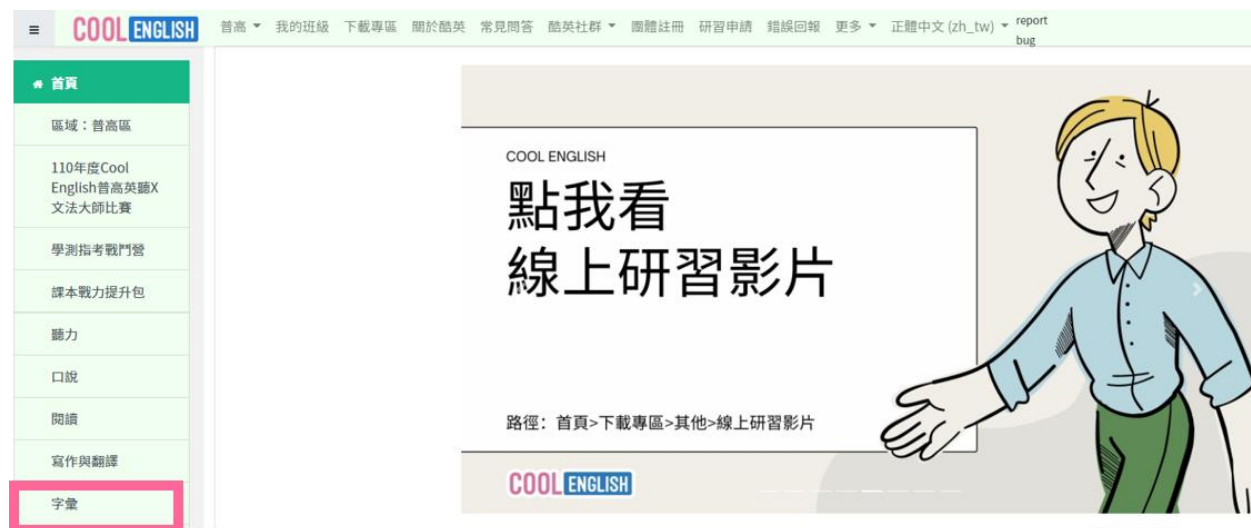 COOL ENGLISH 普高 我的班級 下載專區 關於酷英 常見問答 酷英社群 團體註冊 研習申請 錯誤回報 更多 正體中文 (zh_tw) report
bug
首頁
區域：普高區
110年度Cool
English普高英聽X
文法大師比賽
學測指考戰鬥營
課本戰力提升包
聽力
口說
閱讀
寫作與翻譯
字彙
COOL ENGLISH
點我看
線上研習影片
路徑：首頁>下載專區>其他>線上研習影片
COOL ENGLISH